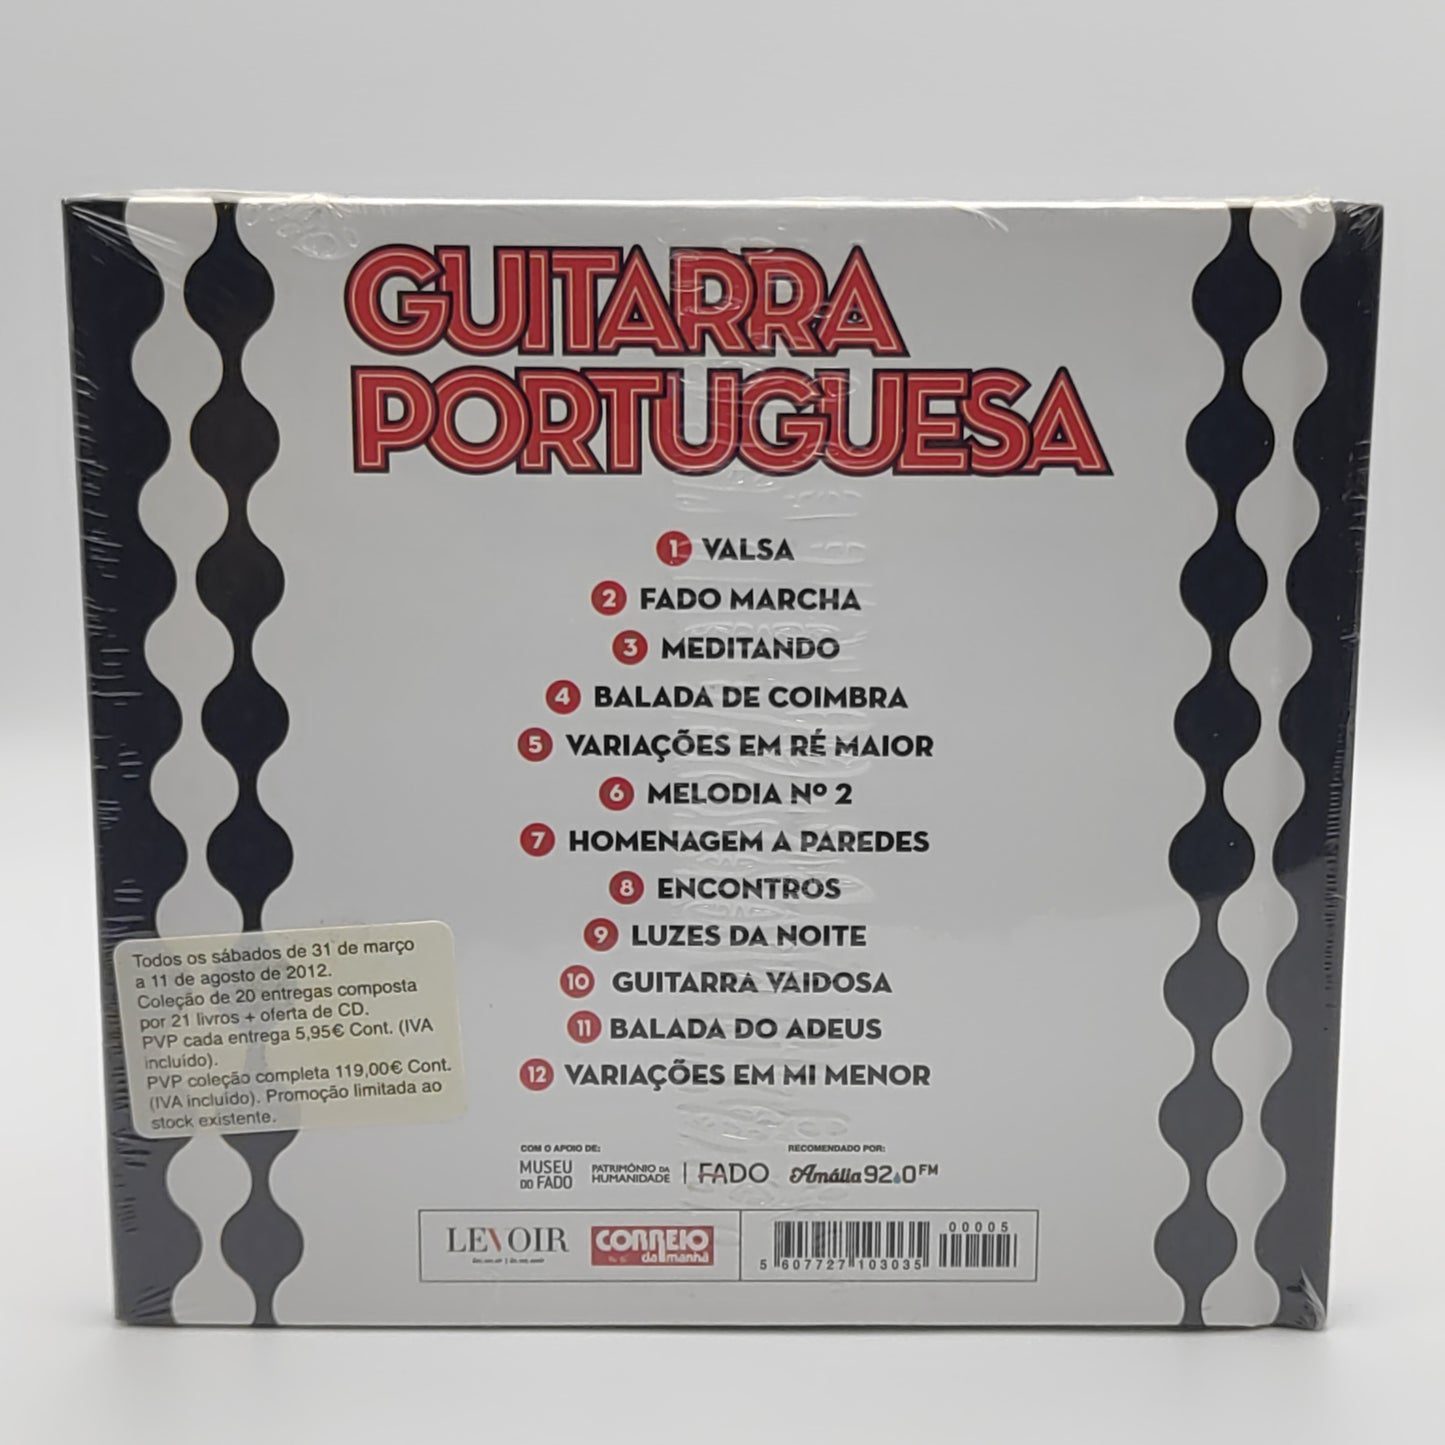 GUITARRA
PORTUGUESA
1 VALSA
2 FADO MARCHA
3 MEDITANDO
4 BALADA DE COIMBRA
5 VARIAÇÕES EM RÉ MAIOR
6 MELODIA Nº 2
7 HOMENAGEM A PAREDES
8 ENCONTROS
9 LUZES DA NOITE
10 GUITARRA VAIDOSA
11 BALADA DO ADEUS
12 VARIAÇÕES EM MI MENOR
Todos os sábados de 31 de março
a 11 de agosto de 2012.
Coleção de 20 entregas composta
por 21 livros + oferta de CD.
PVP cada entrega 5,95€ Cont. (IVA
incluído).
PVP coleção completa 119,00€ Cont.
(IVA incluído). Promoção limitada ao
stock existente.
COM O APOIO DE:
MUSEU
DO FADO
PATRIMÓNIO DA
HUMANIDADE
FADO
RECOMENDADO POR:
Amália 92.0 FM
LEVOIR
CORREIO
da manhã
5 607727 103035
00005